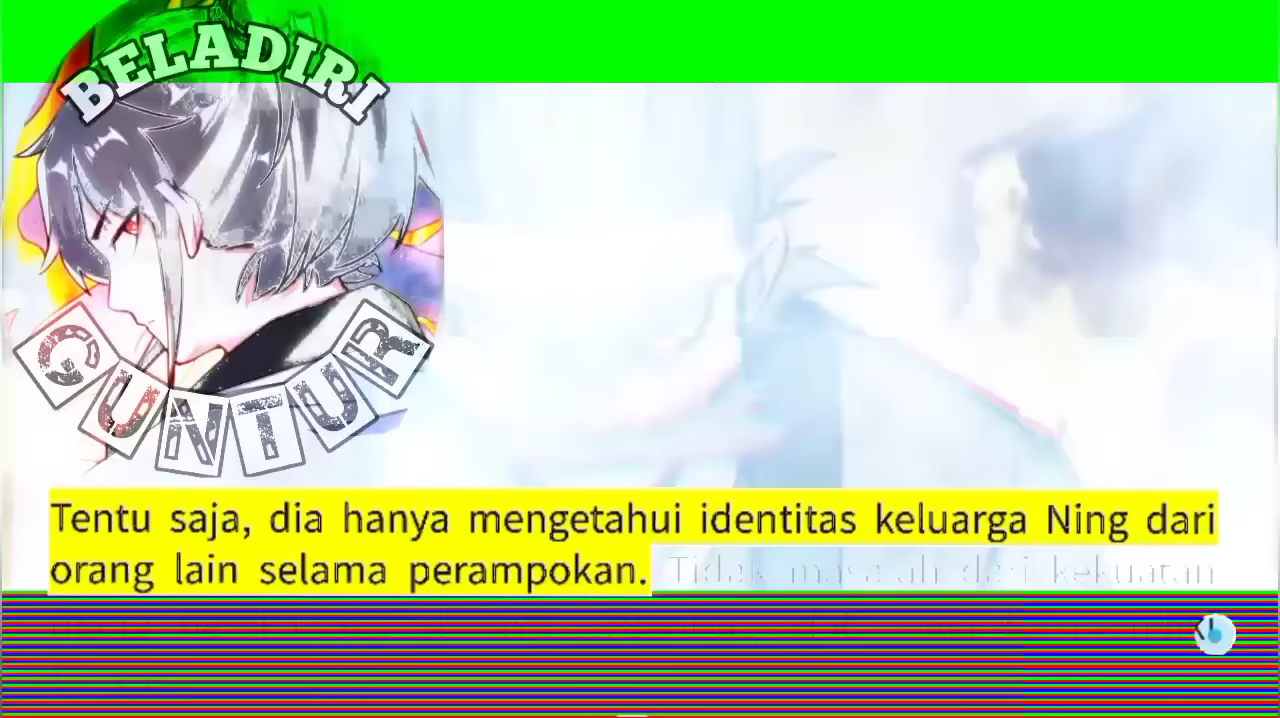 BELADIRI
GUNTUR
Tentu saja, dia hanya mengetahui identitas keluarga Ning dari
orang lain selama perampokan. Tidak masalah dari kekuatan